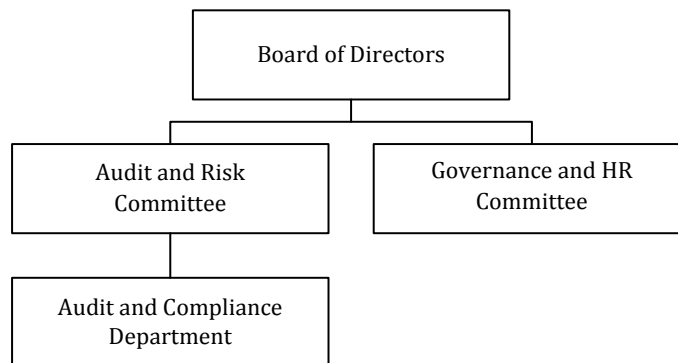 Board of Directors
Audit and Risk
Committee
Governance and HR
Committee
Audit and Compliance
Department